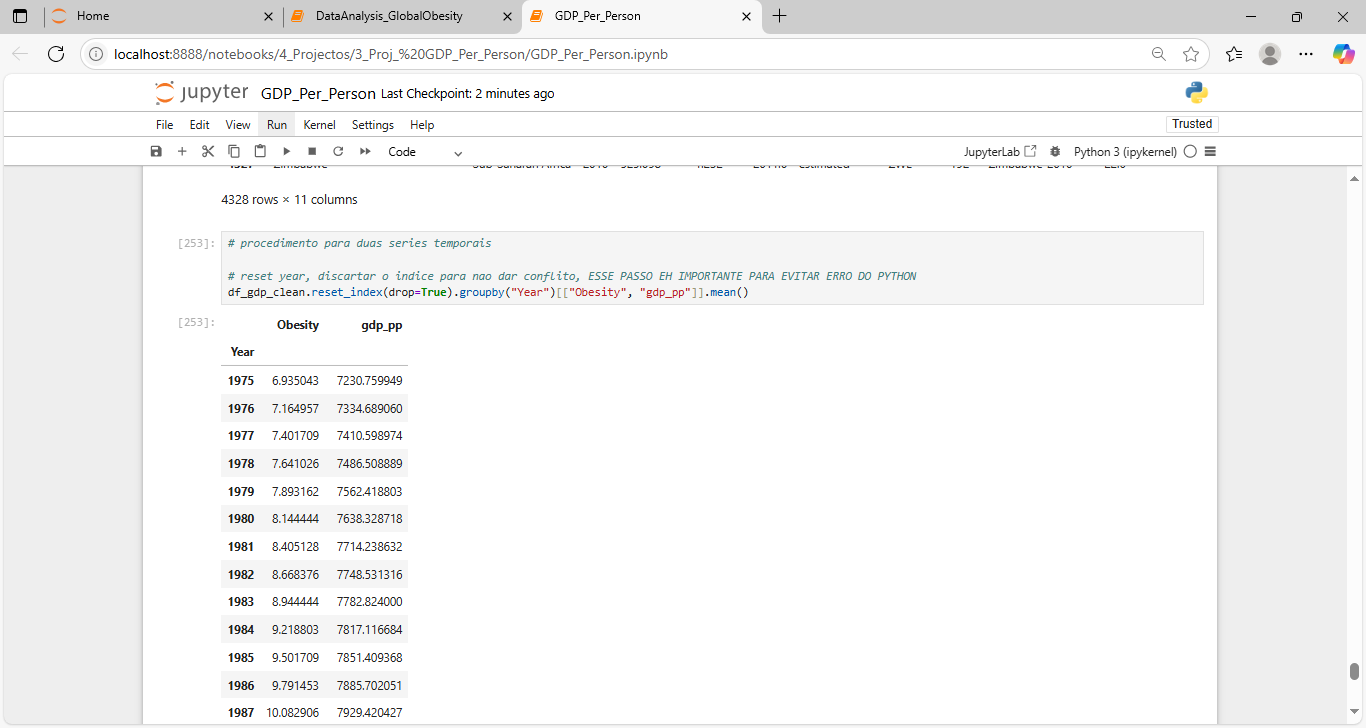 Home
DataAnalysis_GlobalObesity
GDP_Per_Person
localhost:8888/notebooks/4_Projectos/3_Proj_%20GDP_Per_Person/GDP_Per_Person.ipynb
jupyter GDP_Per_Person Last Checkpoint: 2 minutes ago
File Edit View Run Kernel Settings Help Trusted
Code JupyterLab Python 3 (ipykernel)
4328 rows × 11 columns
[253]: # procedimento para duas series temporais
# reset year, discartar o indice para nao dar conflito, ESSE PASSO EH IMPORTANTE PARA EVITAR ERRO DO PYTHON
df_gdp_clean.reset_index(drop=True).groupby("Year")[["Obesity", "gdp_pp"]].mean()
[253]: Obesity gdp_pp
Year
1975 6.935043 7230.759949
1976 7.164957 7334.689060
1977 7.401709 7410.598974
1978 7.641026 7486.508889
1979 7.893162 7562.418803
1980 8.144444 7638.328718
1981 8.405128 7714.238632
1982 8.668376 7748.531316
1983 8.944444 7782.824000
1984 9.218803 7817.116684
1985 9.501709 7851.409368
1986 9.791453 7885.702051
1987 10.082906 7929.420427